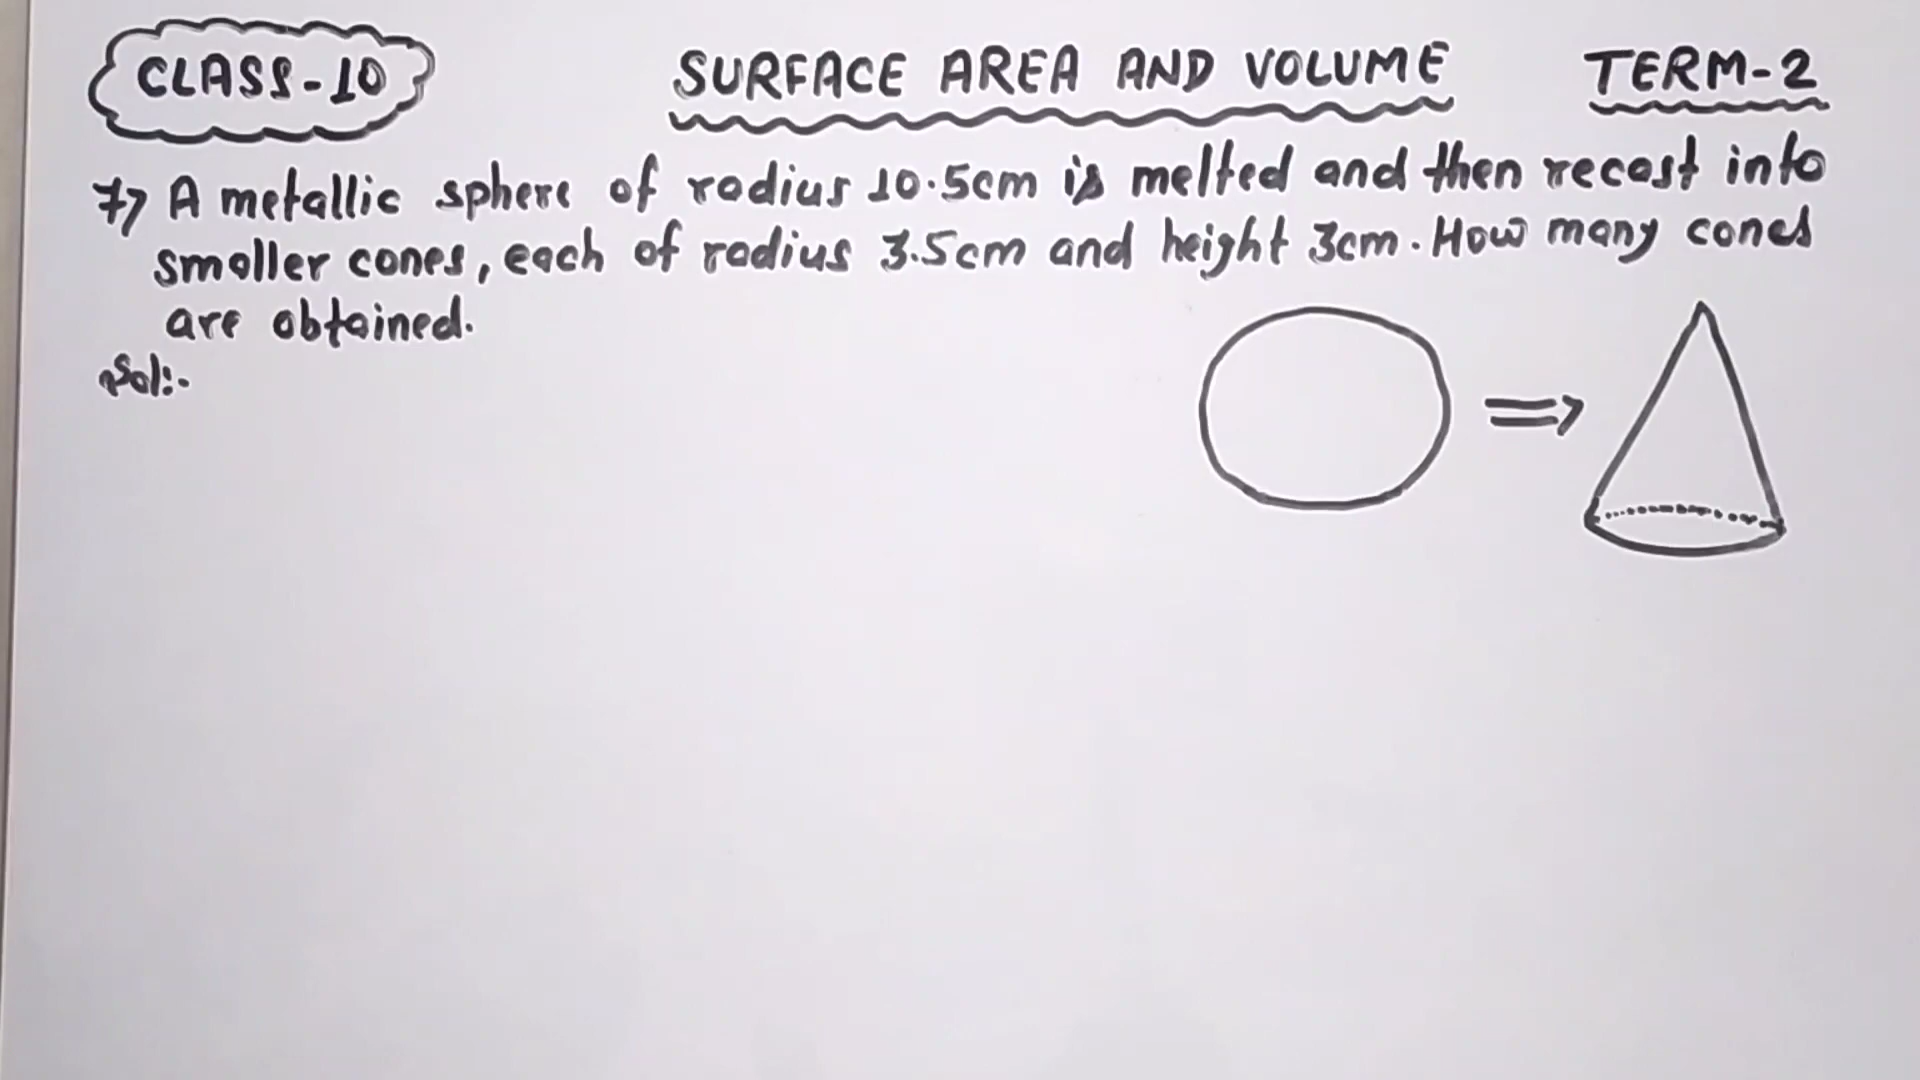 CLASS-10
SURFACE AREA AND VOLUME
TERM-2
7> A metallic sphere of radius 10.5cm is melted and then recast into
smaller cones, each of radius 3.5cm and height 3cm. How many cones
are obtained.
Sol:-